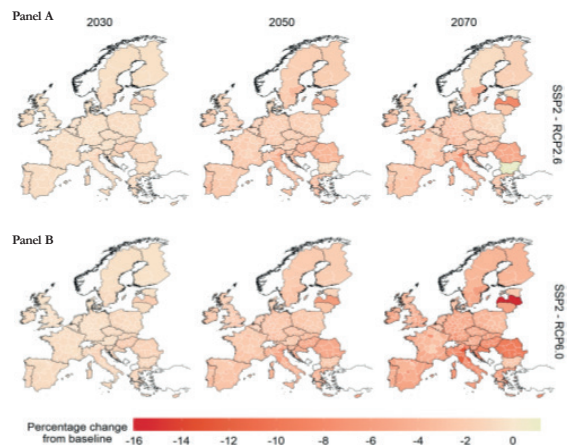 Panel A
2030 2050 2070
SSP2 - RCP2.6
Panel B
SSP2 - RCP6.0
Percentage change
from baseline
-16 -14 -12 -10 -8 -6 -4 -2 0